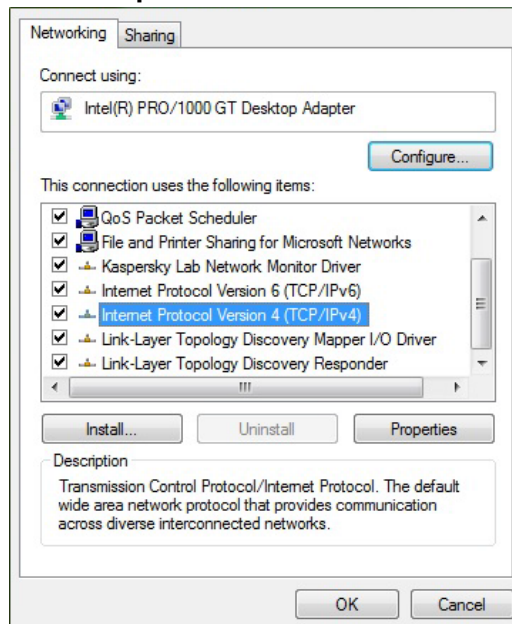 Networking Sharing
Connect using:
Intel(R) PRO/1000 GT Desktop Adapter
Configure...
This connection uses the following items:
QoS Packet Scheduler
File and Printer Sharing for Microsoft Networks
Kaspersky Lab Network Monitor Driver
Internet Protocol Version 6 (TCP/IPv6)
Internet Protocol Version 4 (TCP/IPv4)
Link-Layer Topology Discovery Mapper I/O Driver
Link-Layer Topology Discovery Responder
Install... Uninstall Properties
Description
Transmission Control Protocol/Internet Protocol. The default
wide area network protocol that provides communication
across diverse interconnected networks.
OK Cancel